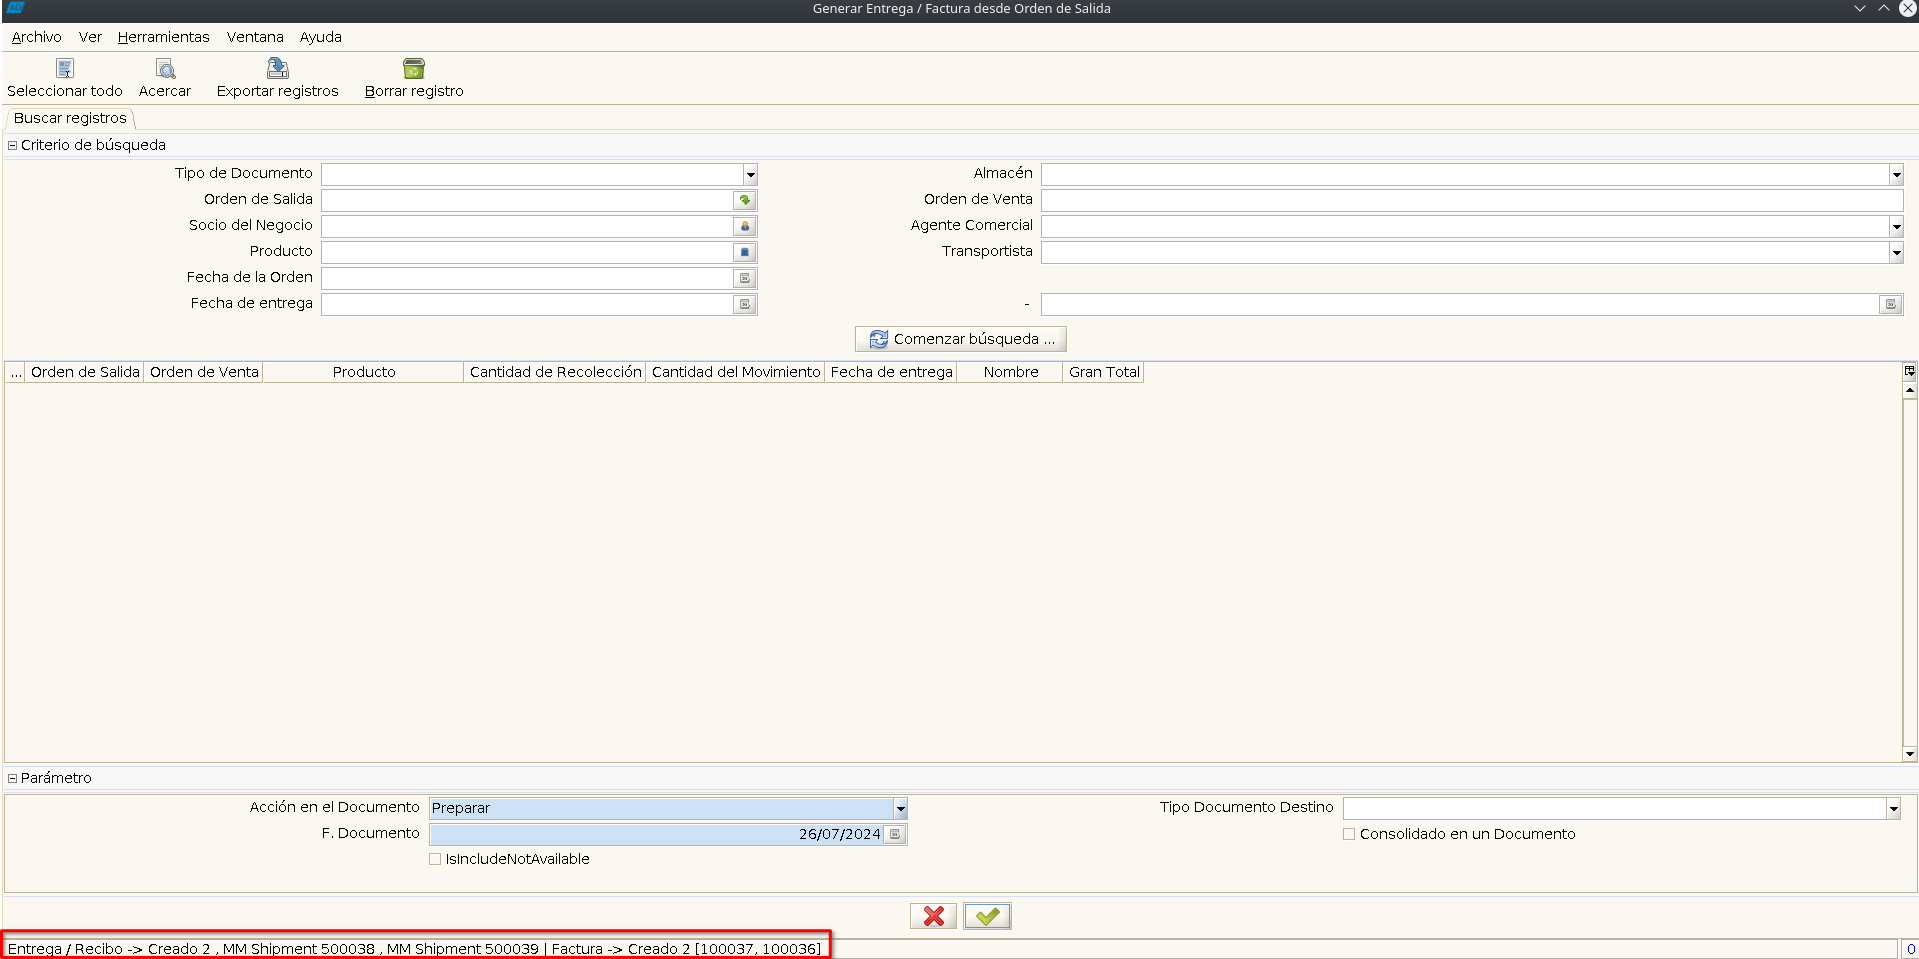 Generar Entrega / Factura desde Orden de Salida
Archivo Ver Herramientas Ventana Ayuda
Seleccionar todo Acercar Exportar registros Borrar registro
Buscar registros
Criterio de búsqueda
Tipo de Documento Almacén
Orden de Salida Orden de Venta
Socio del Negocio Agente Comercial
Producto Transportista
Fecha de la Orden
Fecha de entrega -
Comenzar búsqueda ...
... Orden de Salida Orden de Venta Producto Cantidad de Recolección Cantidad del Movimiento Fecha de entrega Nombre Gran Total
Parámetro
Acción en el Documento Preparar Tipo Documento Destino
F. Documento 26/07/2024 Consolidado en un Documento
IsIncludeNotAvailable
Entrega / Recibo -> Creado 2 , MM Shipment 500038 , MM Shipment 500039 | Factura -> Creado 2 [100037, 100036] 0